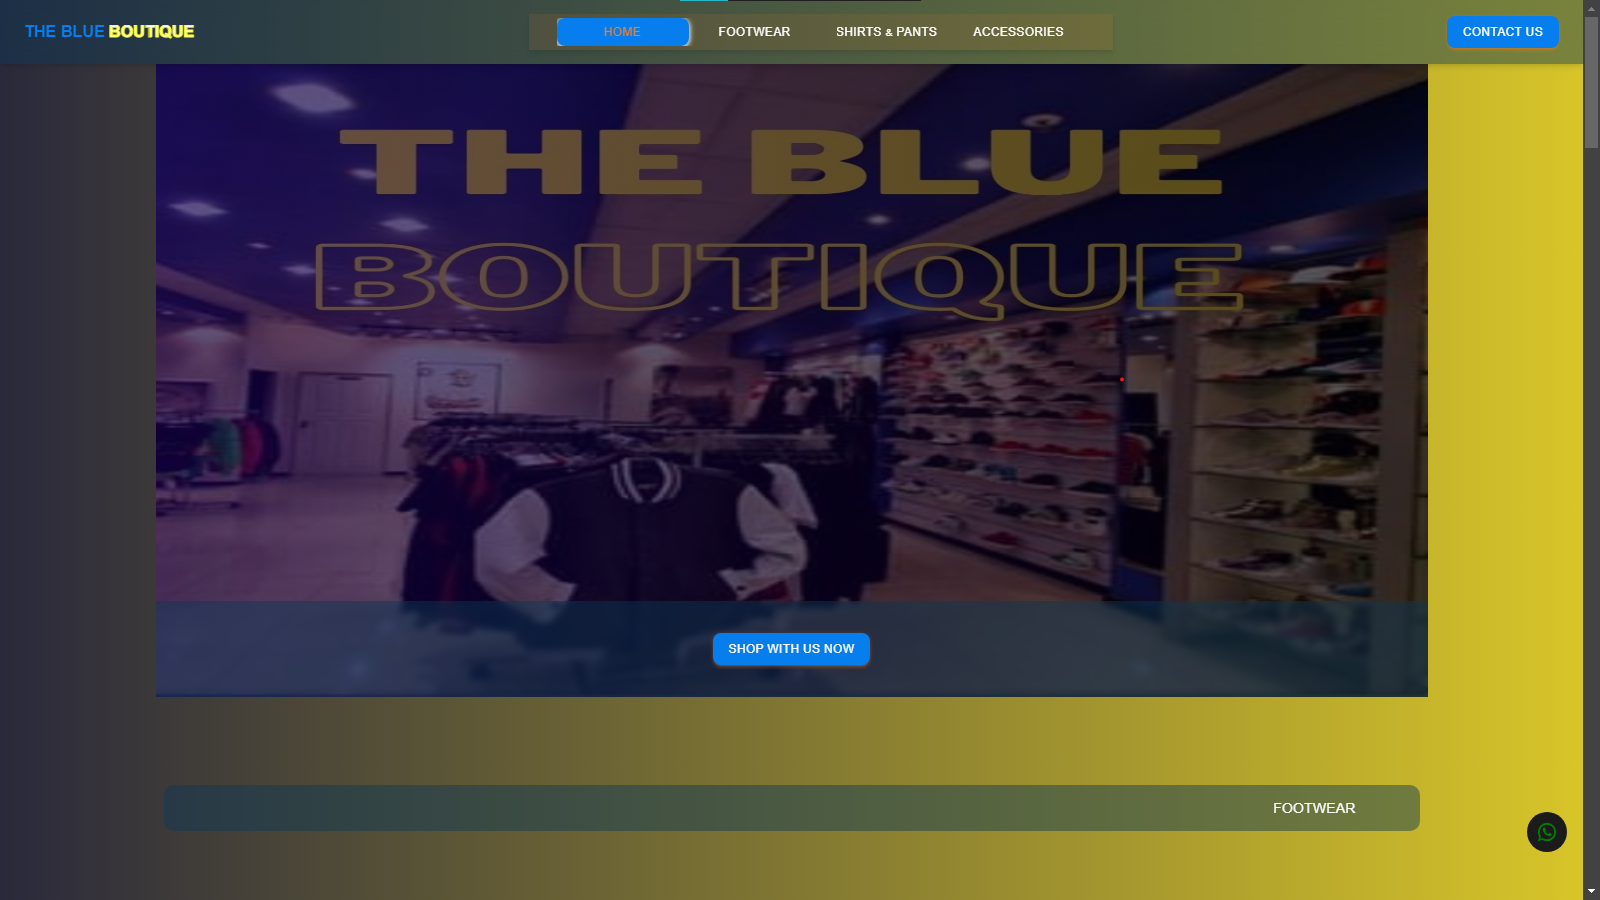 THE BLUE BOUTIQUE
HOME
FOOTWEAR
SHIRTS & PANTS
ACCESSORIES
CONTACT US
THE BLUE
BOUTIQUE
SHOP WITH US NOW
FOOTWEAR